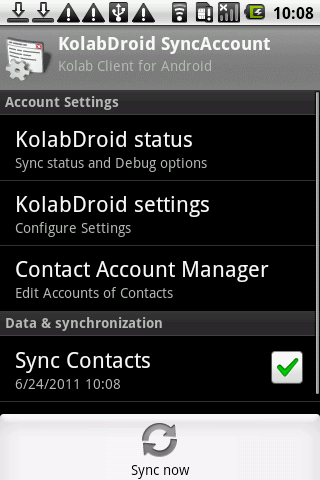 10:08
KolabDroid SyncAccount
Kolab Client for Android
Account Settings
KolabDroid status
Sync status and Debug options
KolabDroid settings
Configure Settings
Contact Account Manager
Edit Accounts of Contacts
Data & synchronization
Sync Contacts
6/24/2011 10:08
Sync now